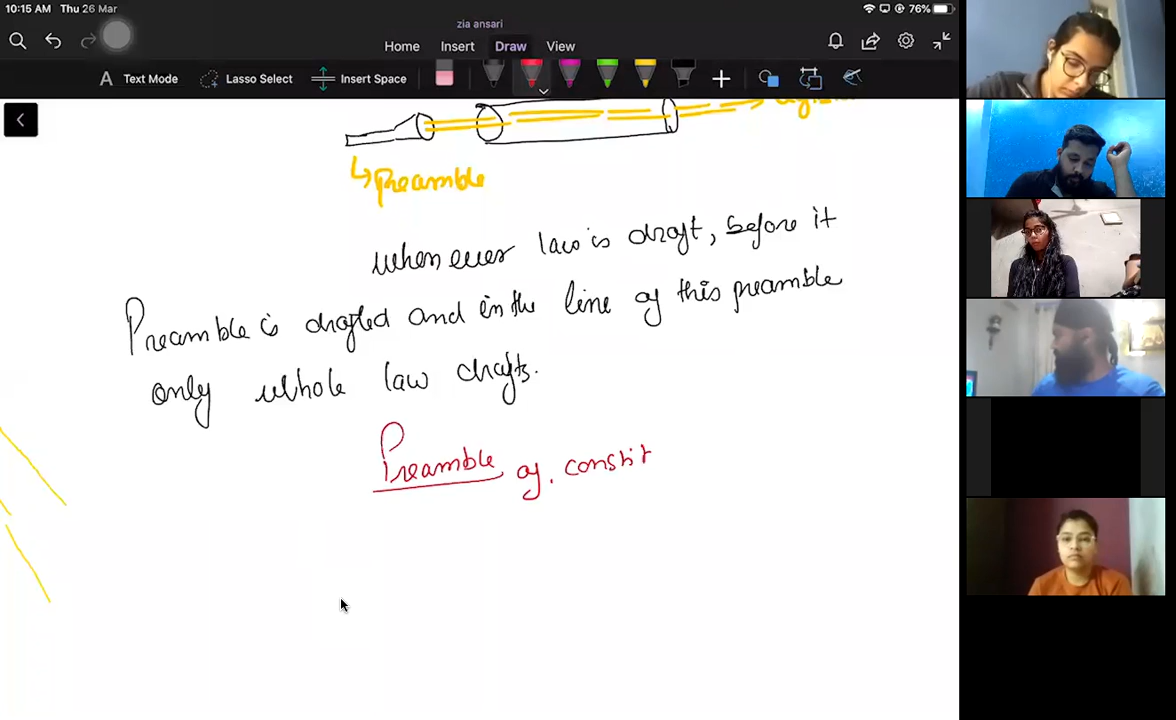 10:15 AM Thu 26 Mar
76%
zia ansari
Home Insert Draw View
Text Mode Lasso Select Insert Space
Preamble
when ever law is draft, before it
Preamble is drafted and in the line of this preamble
only whole law drafts.
Preamble of. constit